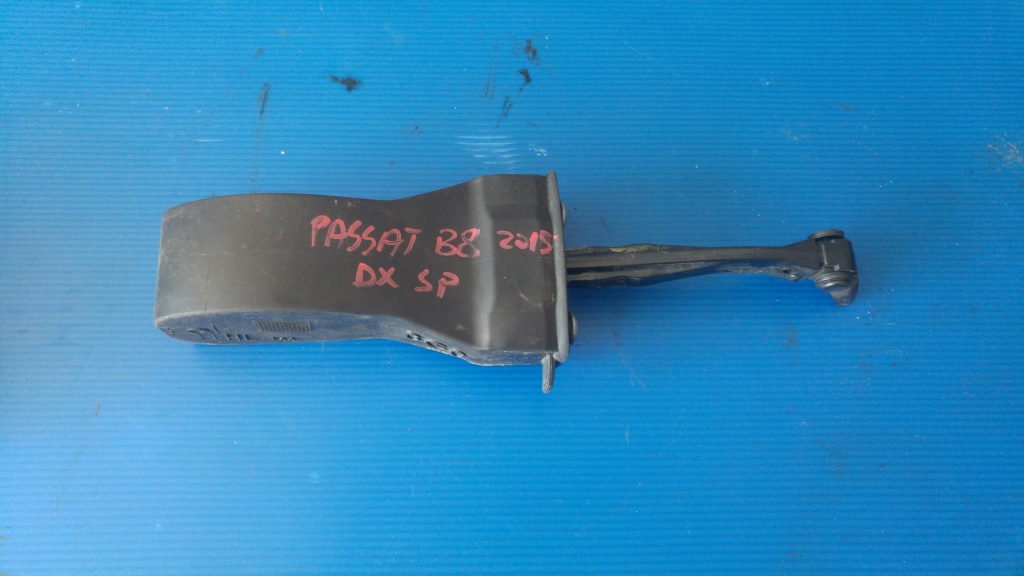 PASSAT B8 2015
DX SP